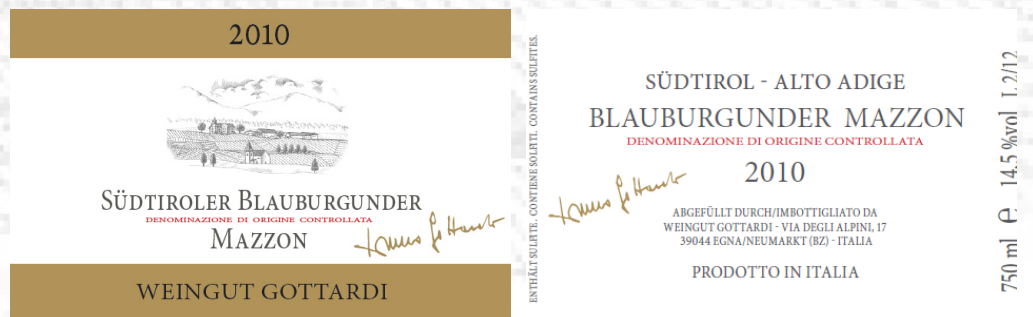 2010
SÜDTIROLER BLAUBURGUNDER
DENOMINAZIONE DI ORIGINE CONTROLLATA
MAZZON
WEINGUT GOTTARDI
ENTHÄLT SULFITE. CONTIENE SOLFITI. CONTAINS SULFITES.
SÜDTIROL - ALTO ADIGE
BLAUBURGUNDER MAZZON
DENOMINAZIONE DI ORIGINE CONTROLLATA
2010
ABGEFÜLLT DURCH/IMBOTTIGLIATO DA
WEINGUT GOTTARDI - VIA DEGLI ALPINI, 17
39044 EGNA/NEUMARKT (BZ) - ITALIA
PRODOTTO IN ITALIA
750 ml e 14.5 %vol L 2/12